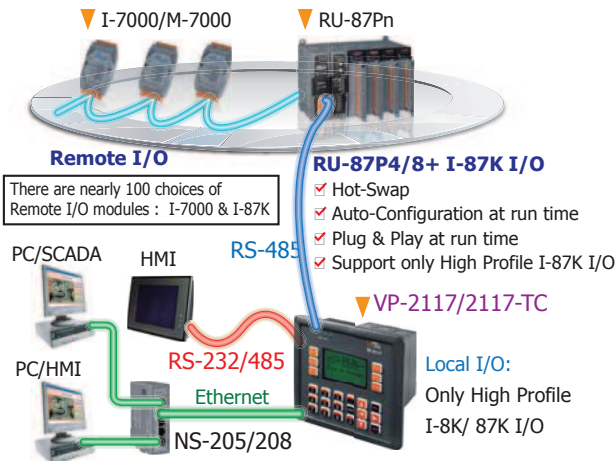 I-7000/M-7000
RU-87Pn
Remote I/O
There are nearly 100 choices of
Remote I/O modules : I-7000 & I-87K
RU-87P4/8+ I-87K I/O
Hot-Swap
Auto-Configuration at run time
Plug & Play at run time
Support only High Profile I-87K I/O
RS-485
PC/SCADA
HMI
VP-2117/2117-TC
RS-232/485
PC/HMI
Ethernet
NS-205/208
Local I/O:
Only High Profile
I-8K/ 87K I/O